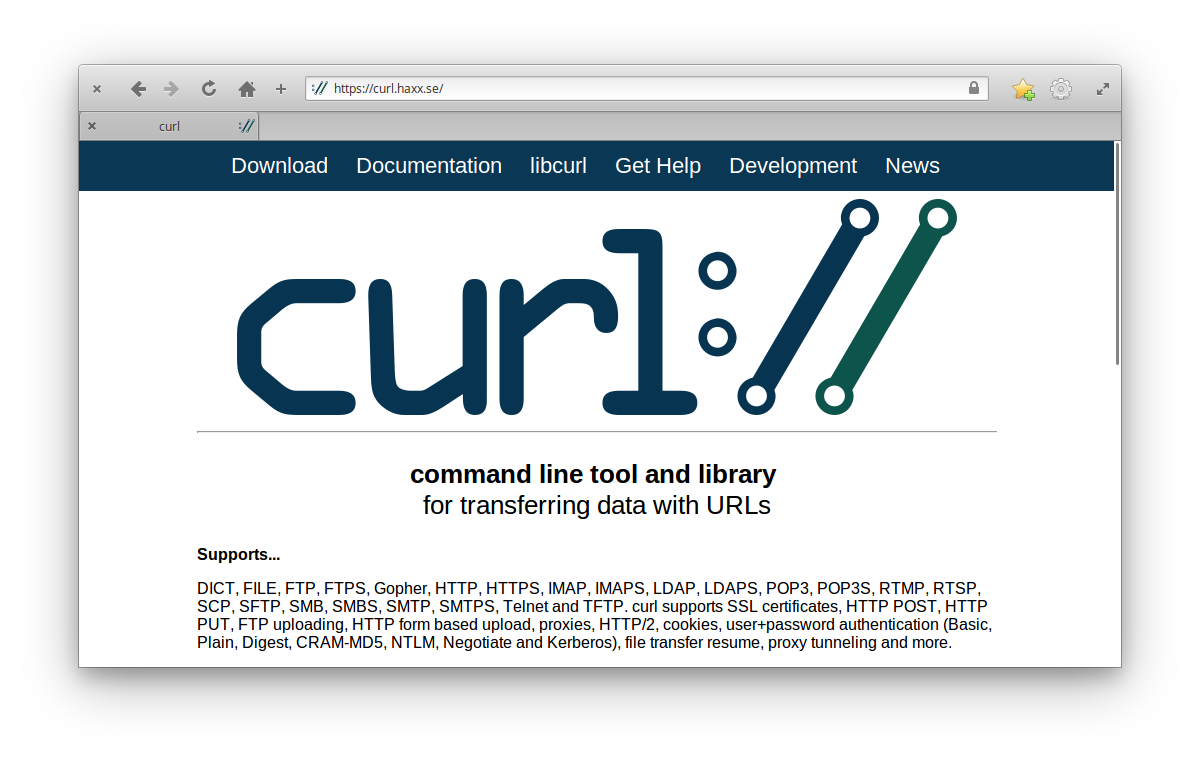 https://curl.haxx.se/
curl
Download Documentation libcurl Get Help Development News
curl://
command line tool and library
for transferring data with URLs
Supports...
DICT, FILE, FTP, FTPS, Gopher, HTTP, HTTPS, IMAP, IMAPS, LDAP, LDAPS, POP3, POP3S, RTMP, RTSP,
SCP, SFTP, SMB, SMBS, SMTP, SMTPS, Telnet and TFTP. curl supports SSL certificates, HTTP POST, HTTP
PUT, FTP uploading, HTTP form based upload, proxies, HTTP/2, cookies, user+password authentication (Basic,
Plain, Digest, CRAM-MD5, NTLM, Negotiate and Kerberos), file transfer resume, proxy tunneling and more.